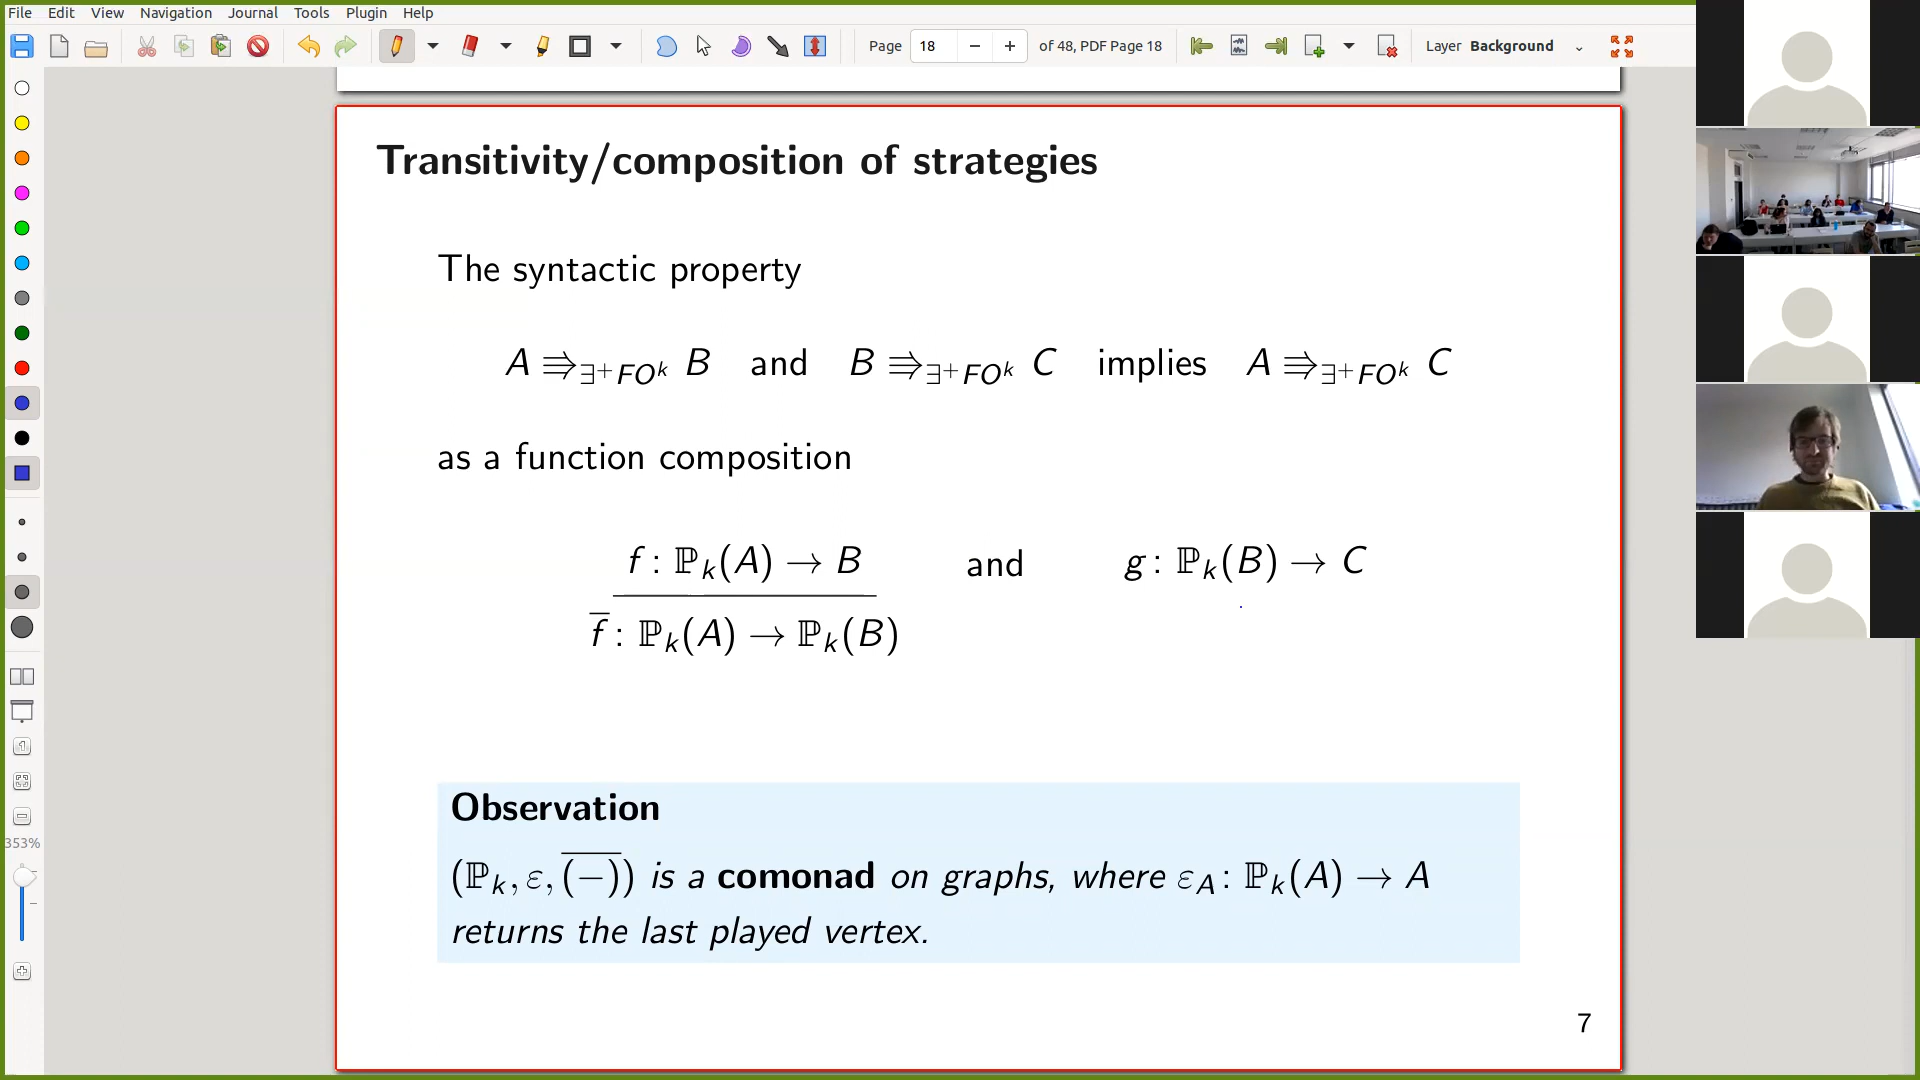 File Edit View Navigation Journal Tools Plugin Help
Page 18 − + of 48, PDF Page 18 Layer Background
Transitivity/composition of strategies
The syntactic property
A ⇛∃⁺FOᵏ B and B ⇛∃⁺FOᵏ C implies A ⇛∃⁺FOᵏ C
as a function composition
f : ℙₖ(A) → B and g : ℙₖ(B) → C
f̅ : ℙₖ(A) → ℙₖ(B)
353%
Observation
(ℙₖ, ε, \overline{(−)}) is a comonad on graphs, where ε_A : ℙₖ(A) → A
returns the last played vertex.
7